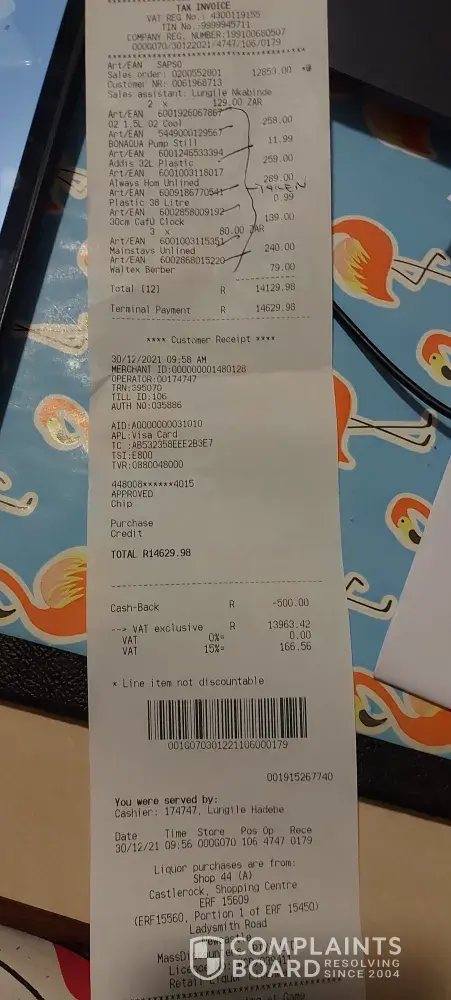 TAX INVOICE
VAT REG No.: 4300119155
TIN No.:9999945711
COMPANY REG. NUMBER:199100680507
000G070/30122021/4747/106/0179
Art/EAN SAPSO
Sales order: 0200552801 12853.00 *@
Customer NR: 0061968713
Sales assistant: Lungile Nkabinde
2 x 129.00 ZAR
Art/EAN 6001926067867
02 1.5L 02 Cool 258.00
Art/EAN 5449000129567
BONAQUA Pump Still 11.99
Art/EAN 6001246533394
Addis 32L Plastic 259.00
Art/EAN 6001003118017
Always Hom Unlined 289.00
TAKEN
Art/EAN 6009186770541
Plastic 38 Litre 0.99
Art/EAN 6002858009192
30cm Cafu Clock 139.00
3 x 80.00 ZAR
Art/EAN 6001003115351
Mainstays Unlined 240.00
Art/EAN 6002868015220
Waltex Berber 79.00
Total [12] R 14129.98
Terminal Payment R 14629.98
**** Customer Receipt ****
30/12/2021 09:58 AM
MERCHANT ID:000000001480128
OPERATOR:00174747
TRN:395070
TILL ID:106
AUTH NO:035886
AID:A0000000031010
APL:Visa Card
TC :AB532358EEE2B3E7
TSI:E800
TVR:0880048000
448008******4015
APPROVED
Chip
Purchase
Credit
TOTAL R14629.98
Cash-Back R -500.00
--> VAT exclusive R 13963.42
VAT 0%= 0.00
VAT 15%= 166.56
* Line item not discountable
001G070301221106000179
001915267740
You were served by:
Cashier: 174747, Lungile Hadebe
Date Time Store Pos Op Rece
30/12/21 09:56 000G070 106 4747 0179
Liquor purchases are from:
Shop 44 (A)
Castlerock, Shopping Centre
ERF 15609
(ERF15560, Portion 1 of ERF 15450)
Ladysmith Road
Newcastle
COMPLAINTS
BOARD RESOLVING
SINCE 2004